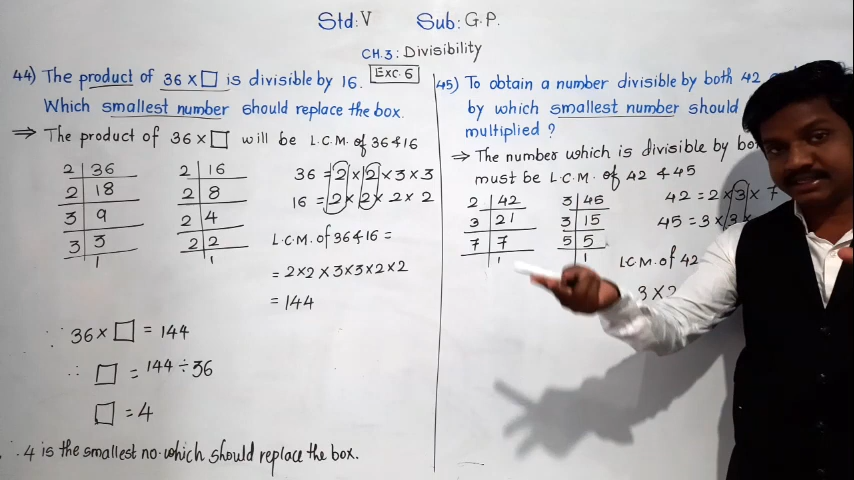 Std: V Sub: G.P.
CH.3: Divisibility
Exc. 6
44) The product of 36 × □ is divisible by 16.
Which smallest number should replace the box.
⇒ The product of 36 × □ will be L.C.M. of 36 & 16
2 | 36
2 | 18
3 | 9
3 | 3
1
2 | 16
2 | 8
2 | 4
2 | 2
1
36 = 2 × 2 × 3 × 3
16 = 2 × 2 × 2 × 2
L.C.M. of 36 & 16 =
= 2 × 2 × 3 × 3 × 2 × 2
= 144
∵ 36 × □ = 144
∴ □ = 144 ÷ 36
□ = 4
∴ 4 is the smallest no. which should replace the box.
45) To obtain a number divisible by both 42
by which smallest number should
multiplied ?
⇒ The number which is divisible by
must be L.C.M. of 42 & 45
2 | 42
3 | 21
7 | 7
1
3 | 45
3 | 15
5 | 5
1
42 = 2 × 3 × 7
45 = 3 × 3 ×
L.C.M. of 42
3 × 2